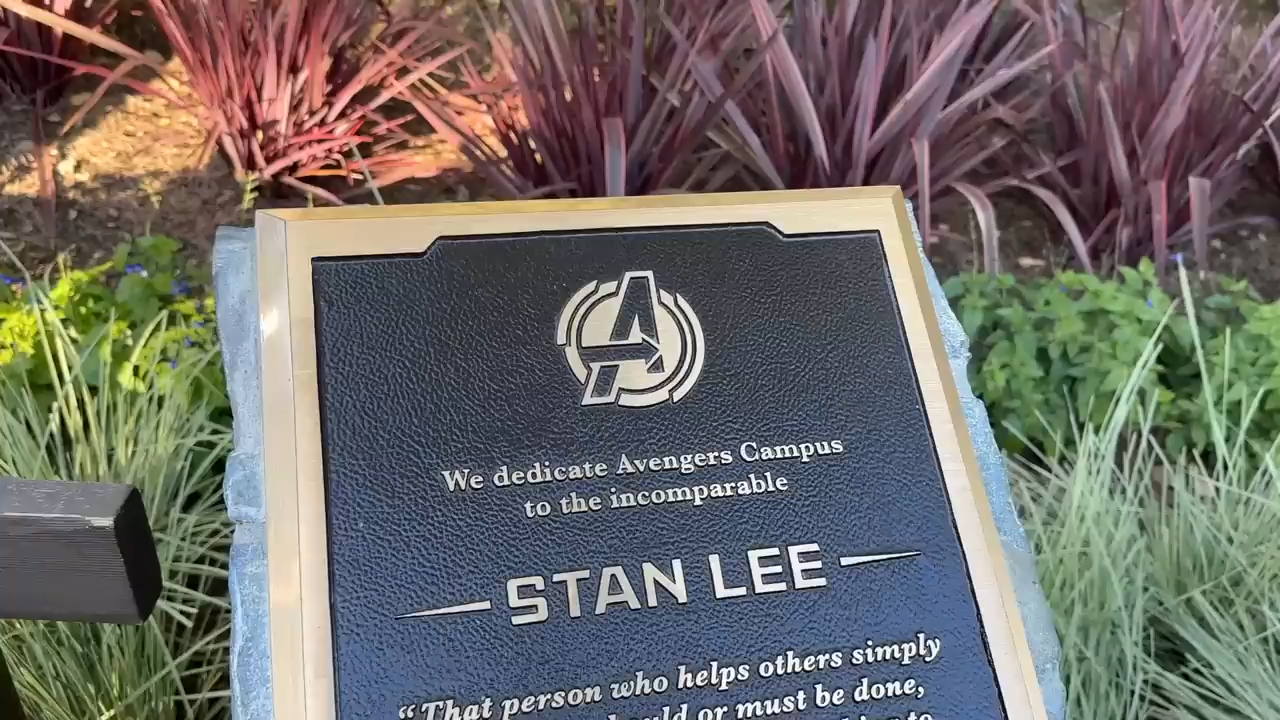 We dedicate Avengers Campus
to the incomparable
STAN LEE
“That person who helps others simply
or must be done,
to